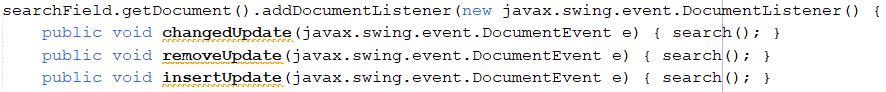 searchField.getDocument().addDocumentListener(new javax.swing.event.DocumentListener() {
    public void changedUpdate(javax.swing.event.DocumentEvent e) { search(); }
    public void removeUpdate(javax.swing.event.DocumentEvent e) { search(); }
    public void insertUpdate(javax.swing.event.DocumentEvent e) { search(); }